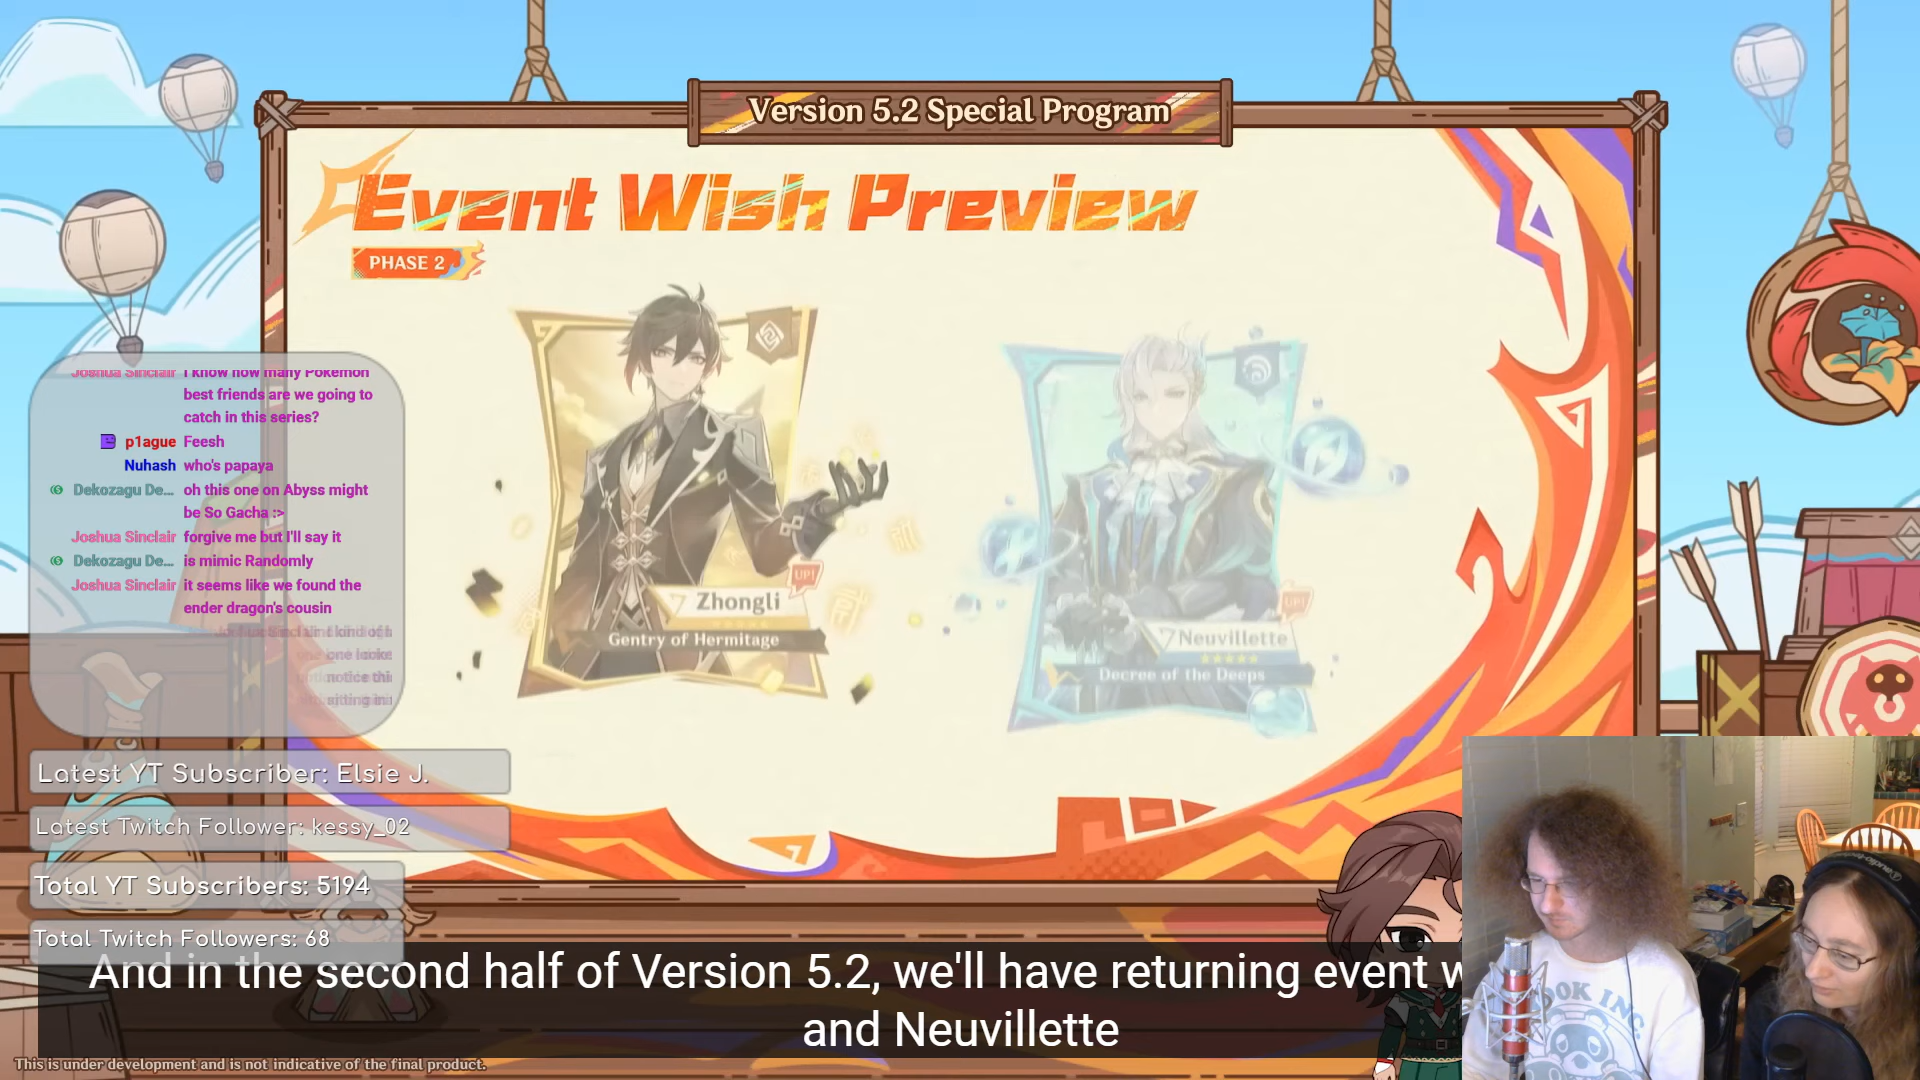 Version 5.2 Special Program
Event Wish Preview
PHASE 2
UP!
Zhongli
Gentry of Hermitage
UP!
Neuvillette
Decree of the Deeps
Joshua Sinclair I know how many Pokemon
best friends are we going to
catch in this series?
p1ague Feesh
Nuhash who's papaya
Dekozagu De... oh this one on Abyss might
be So Gacha :>
Joshua Sinclair forgive me but I'll say it
Dekozagu De... is mimic Randomly
Joshua Sinclair it seems like we found the
ender dragon's cousin
Latest YT Subscriber: Elsie J.
Latest Twitch Follower: kessy_02
Total YT Subscribers: 5194
Total Twitch Followers: 68
And in the second half of Version 5.2, we'll have returning event
and Neuvillette
This is under development and is not indicative of the final product.